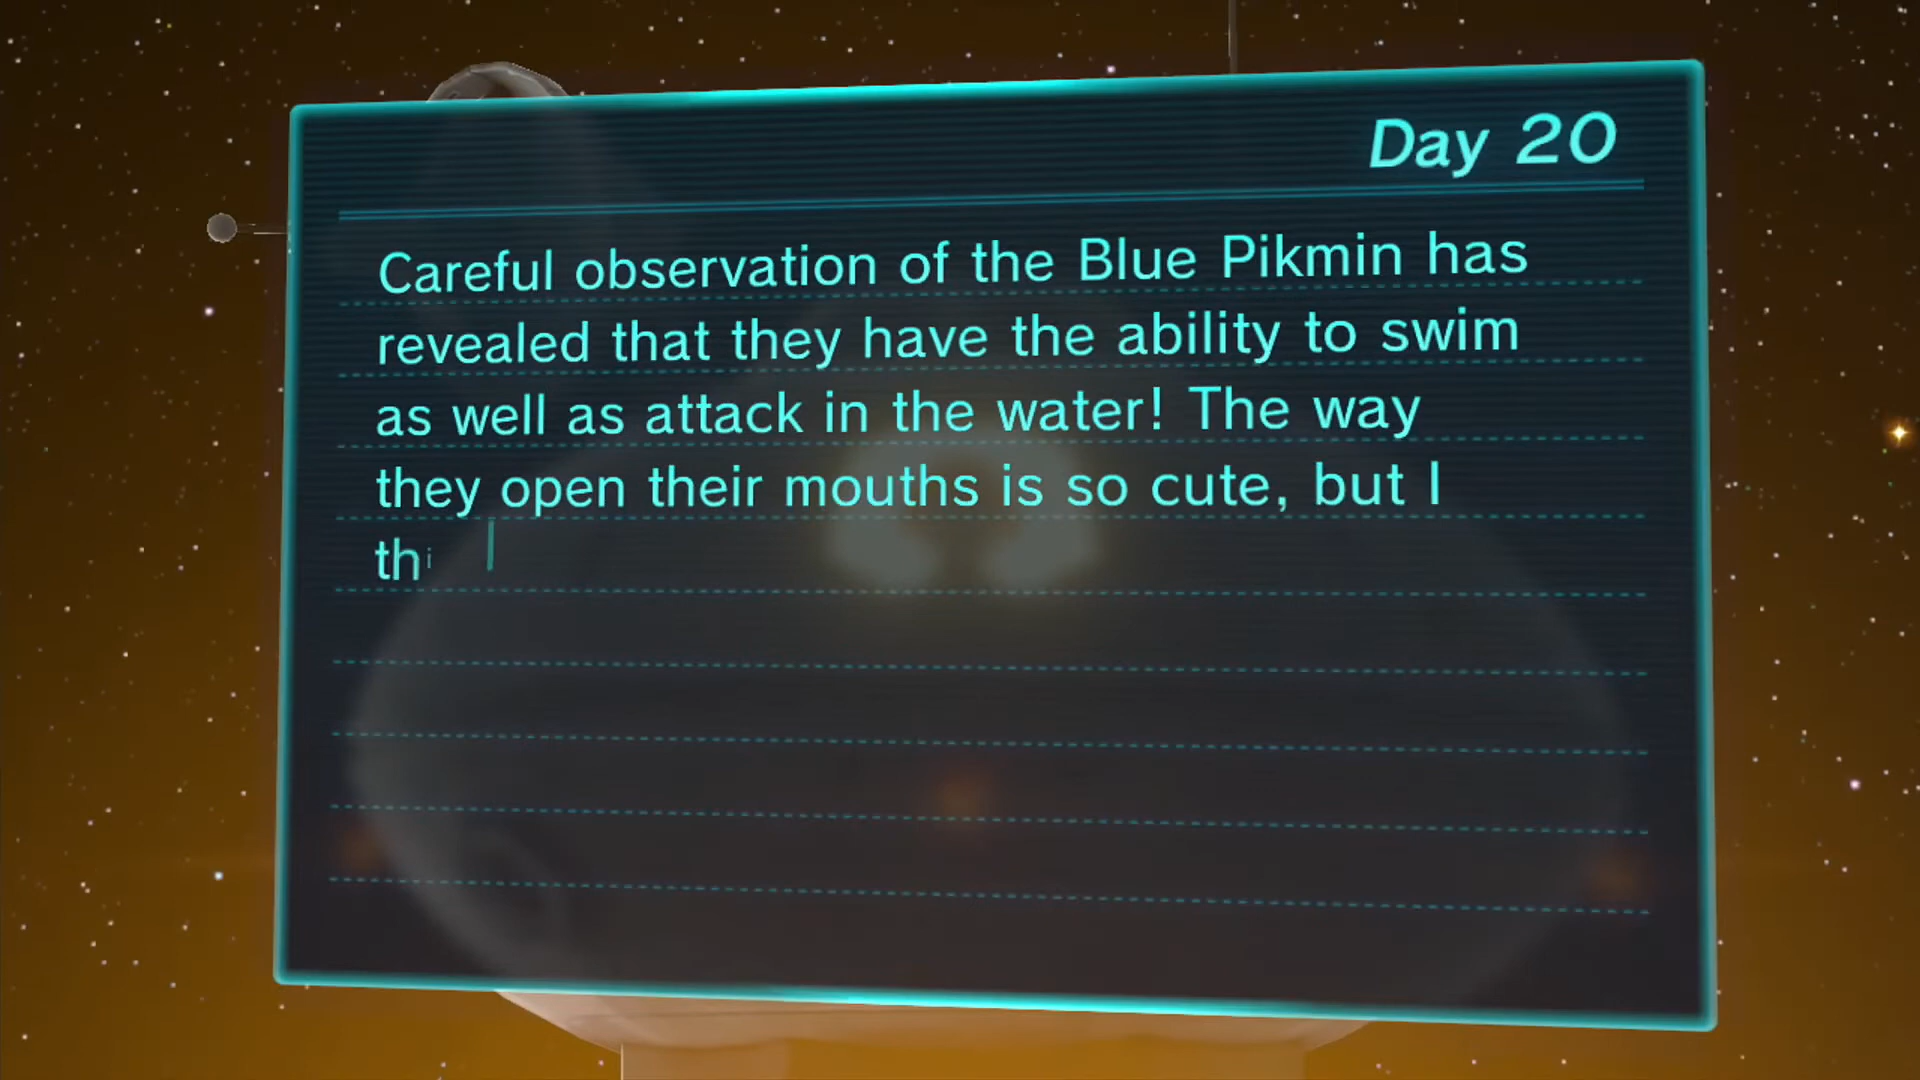 Day 20
Careful observation of the Blue Pikmin has
revealed that they have the ability to swim
as well as attack in the water! The way
they open their mouths is so cute, but I
thi